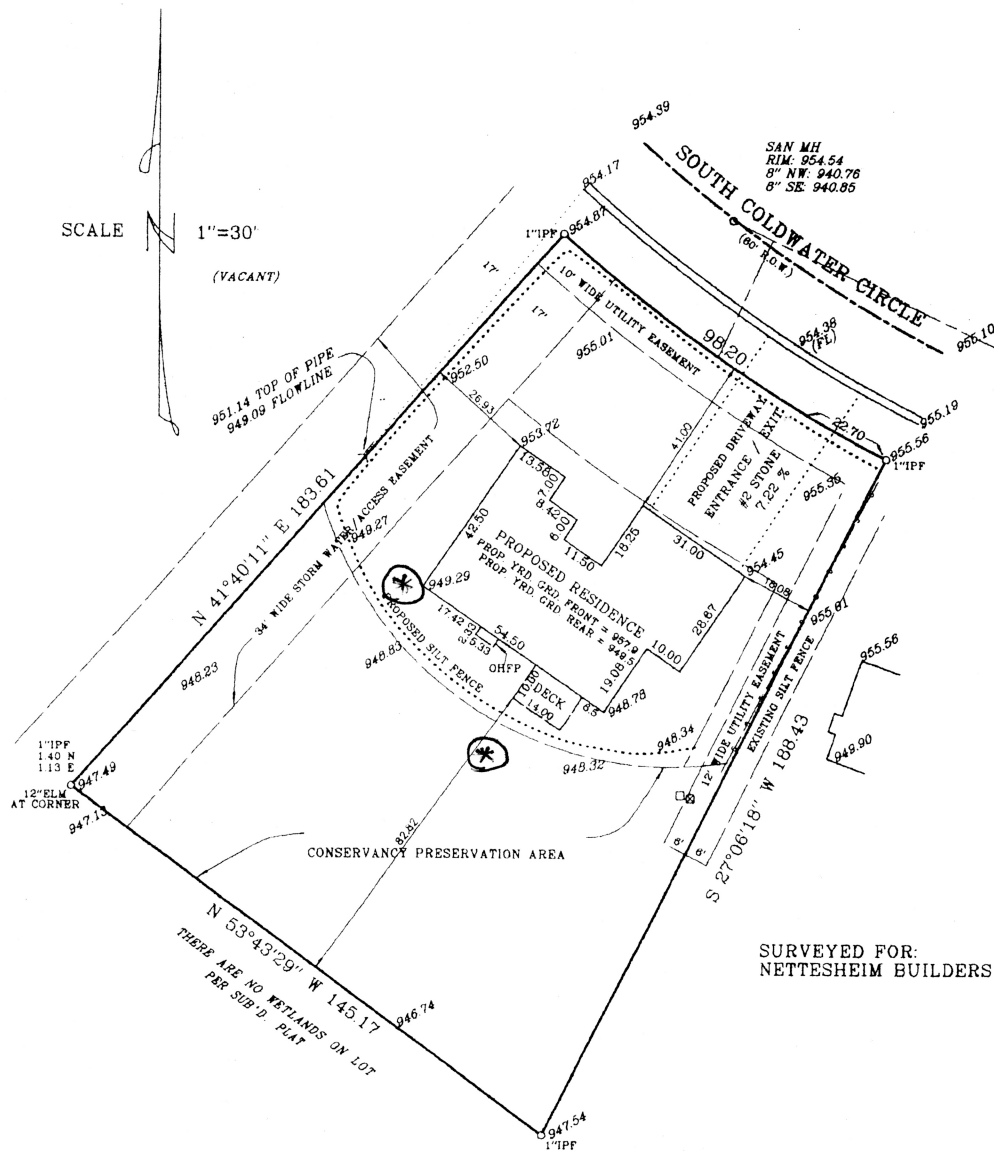 954.39
SAN MH
RIM: 954.54
8" NW: 940.76
6" SE: 940.85
SOUTH COLDWATER CIRCLE
(60' R.O.W.)
954.17
SCALE N 1"=30'
(VACANT)
1"IPF
954.87
17'
10' WIDE UTILITY EASEMENT
17'
955.01
98.20
954.38
(FL)
955.10
951.14 TOP OF PIPE
949.09 FLOWLINE
952.50
26.93
953.72
955.19
22.70
955.56
1"IPF
41.00
PROPOSED DRIVEWAY
ENTRANCE / EXIT
#2 STONE
7.22 %
955.36
13.58
7.00
8.42
6.00
11.50
18.25
31.00
954.45
18.08
955.61
N 41°40'11" E 183.61
34' WIDE STORM WATER/ACCESS EASEMENT
949.27
42.50
PROPOSED RESIDENCE
PROP. YRD. GRD. FRONT = 957.9
PROP. YRD. GRD REAR = 949.5
10.00
28.67
949.29
PROPOSED SILT FENCE
17.42
2.33
5.33
54.50
OHFP
10.00
19.08
DECK
14.00
8.5
948.78
948.83
948.23
948.34
948.32
12' WIDE UTILITY EASEMENT
EXISTING SILT FENCE
955.56
949.90
S 27°06'18" W 188.43
6'
6'
1"IPF
1.40 N
1.13 E
947.49
12"ELM
AT CORNER
947.13
82.82
CONSERVANCY PRESERVATION AREA
N 53°43'29" W 145.17
THERE ARE NO WETLANDS ON LOT
PER SUB'D. PLAT
946.74
SURVEYED FOR:
NETTESHEIM BUILDERS
947.54
1"IPF